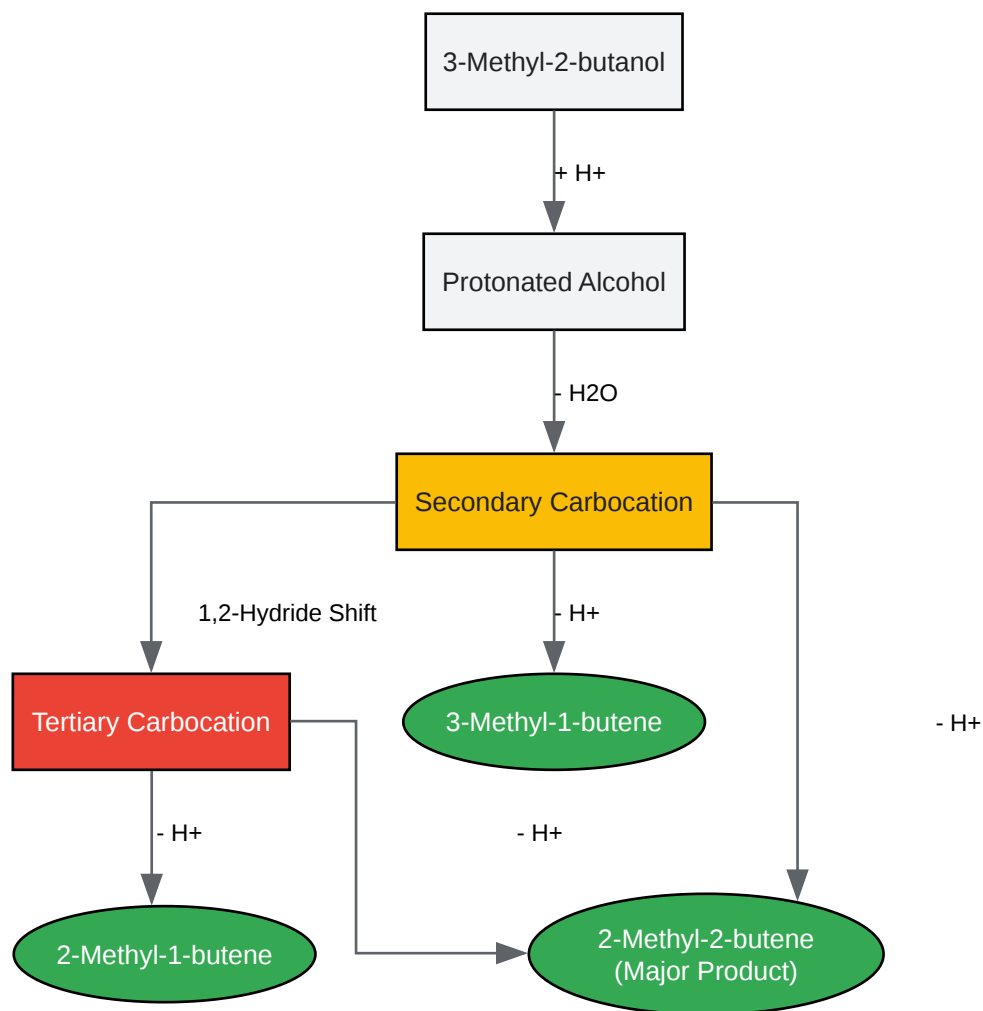 3-Methyl-2-butanol
+ H+
Protonated Alcohol
- H2O
Secondary Carbocation
1,2-Hydride Shift
- H+
Tertiary Carbocation
3-Methyl-1-butene
- H+
- H+
- H+
2-Methyl-1-butene
2-Methyl-2-butene
(Major Product)